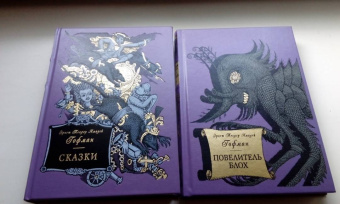 Эрнст Теодор Амадей
Гофман
СКАЗКИ
Эрнст Теодор Амадей
Гофман
ПОВЕЛИТЕЛЬ
БЛОХ